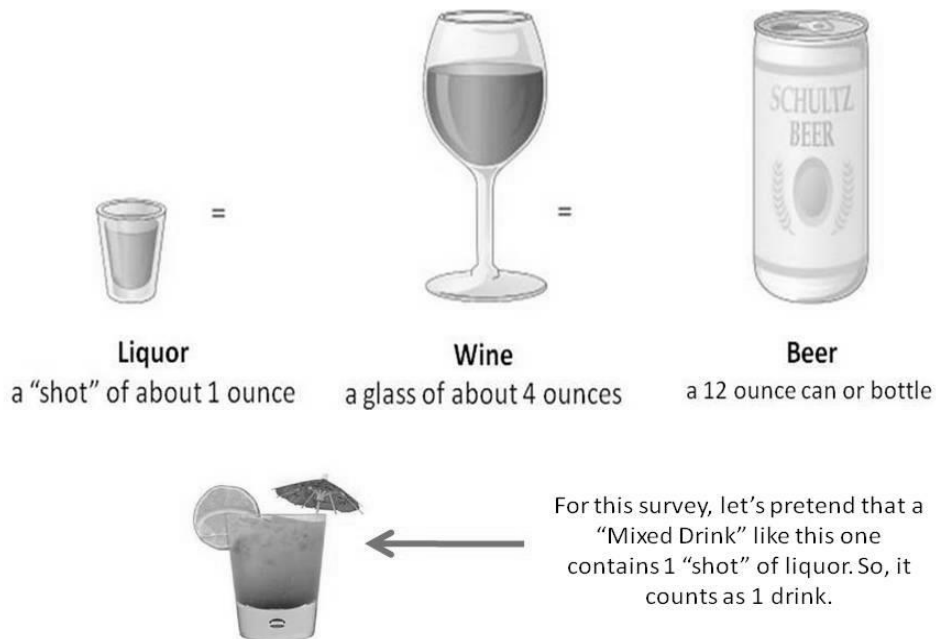 =
=
SCHULTZ
BEER
Liquor
a “shot” of about 1 ounce
Wine
a glass of about 4 ounces
Beer
a 12 ounce can or bottle
For this survey, let’s pretend that a
“Mixed Drink” like this one
contains 1 “shot” of liquor. So, it
counts as 1 drink.